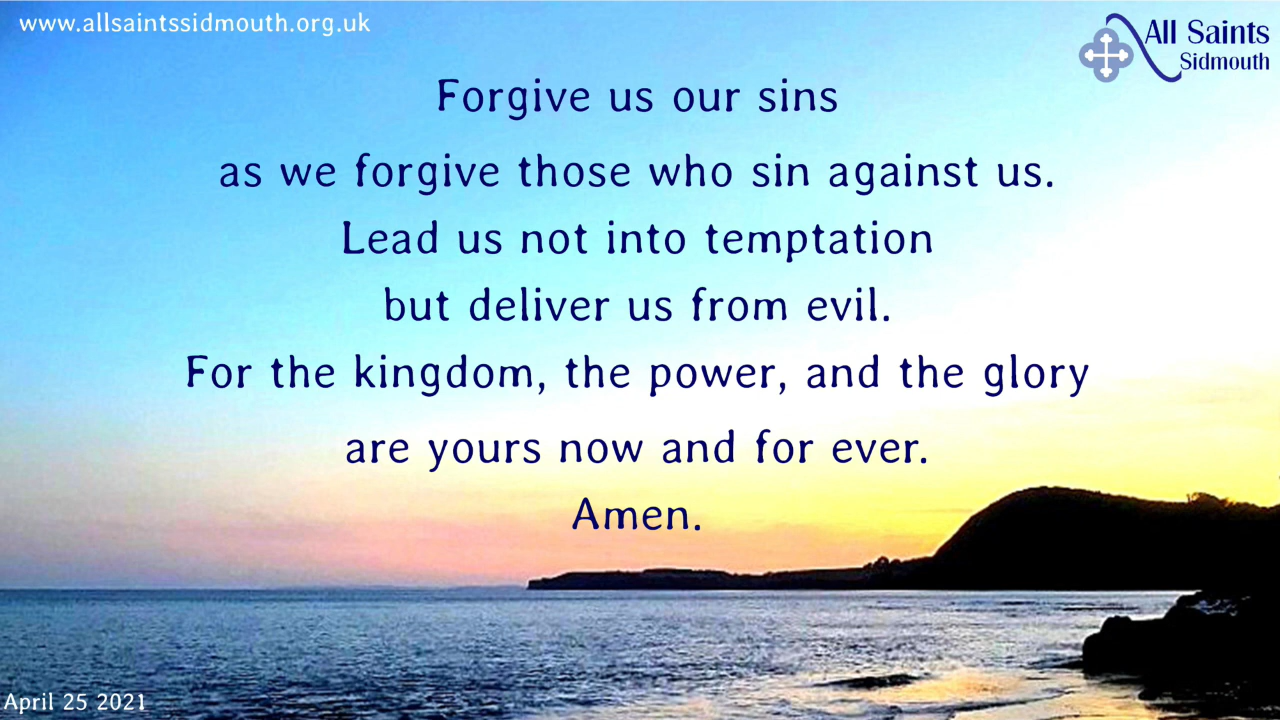 www.allsaintssidmouth.org.uk
All Saints
Sidmouth
Forgive us our sins
as we forgive those who sin against us.
Lead us not into temptation
but deliver us from evil.
For the kingdom, the power, and the glory
are yours now and for ever.
Amen.
April 25 2021